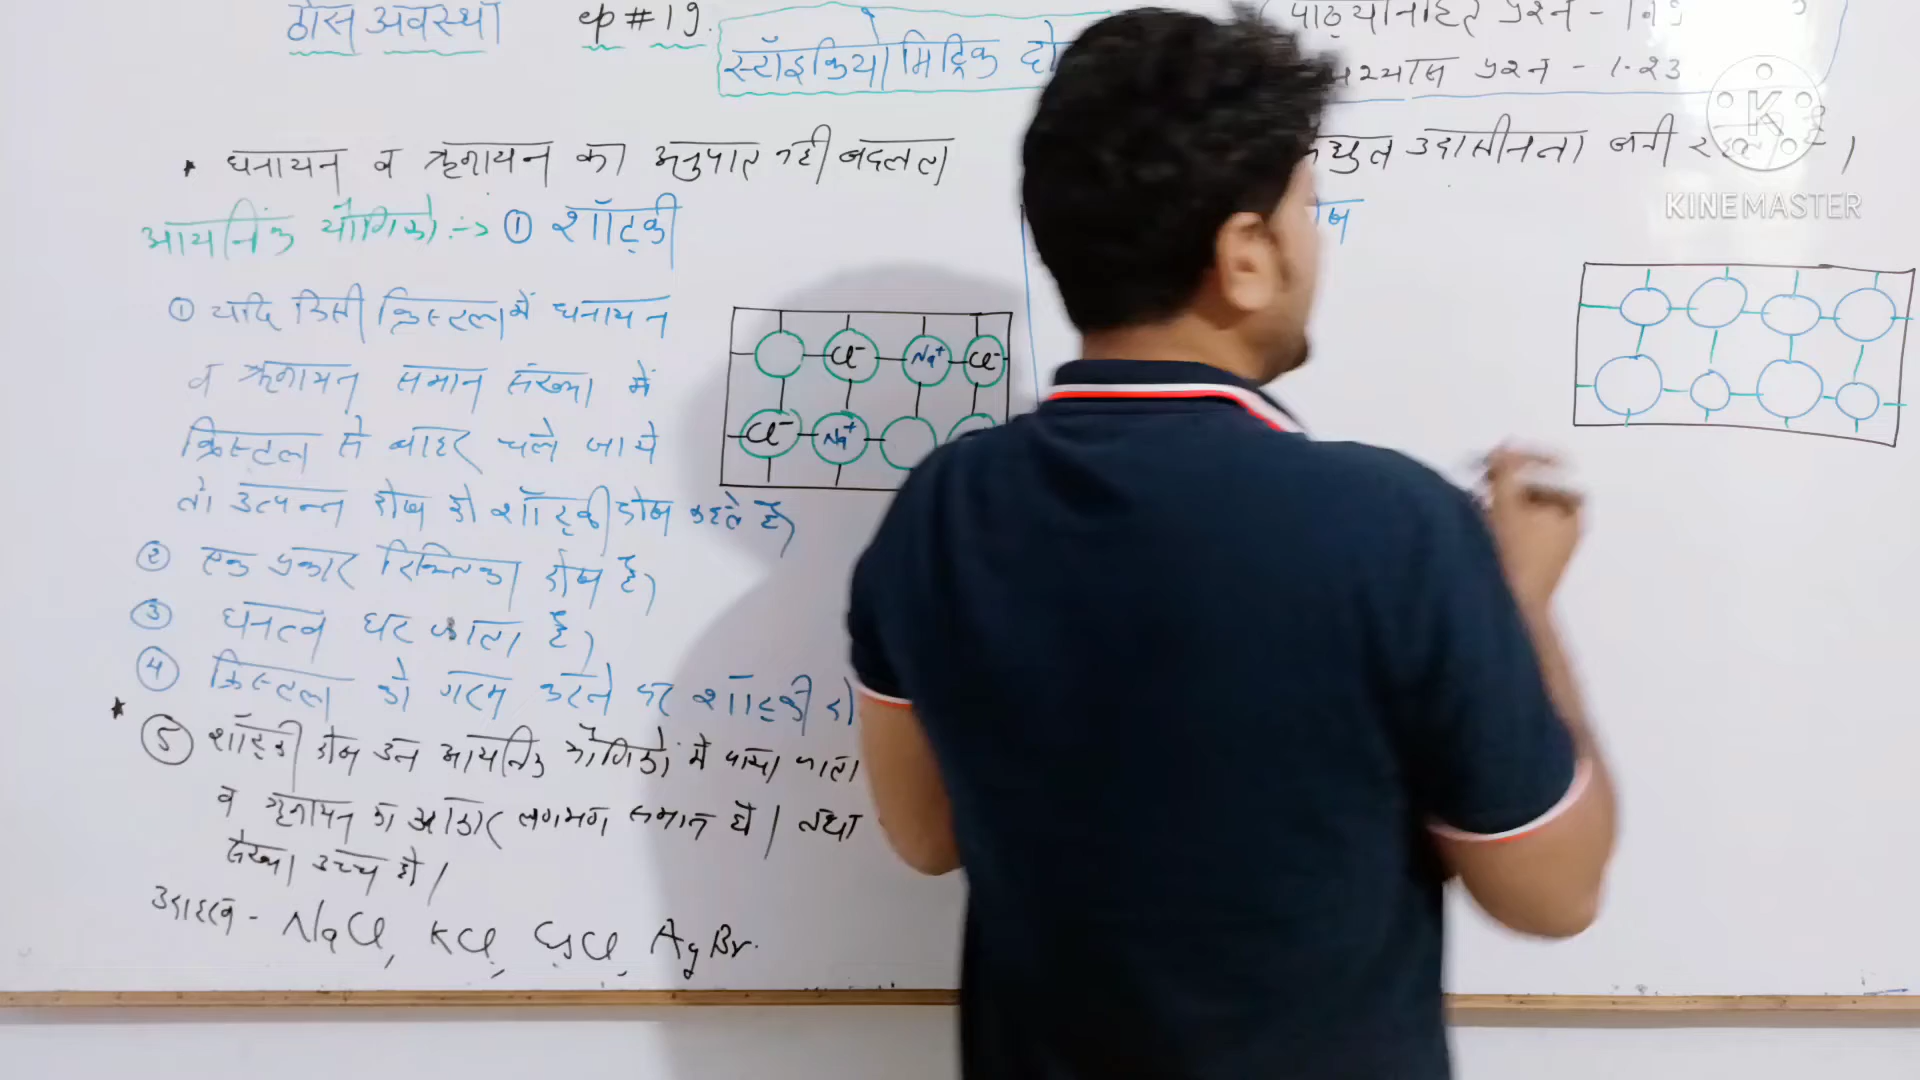 ठोस अवस्था ep # 19.
स्टॉइकियोमिट्रिक
पाठ्यनिहित प्रश्न -
प्रश्न - 1.23
* धनायन व ऋणायन का अनुपात नही बदलता
उदासीनता बनी
KINEMASTER
आयनिक यौगिको :-> ① शॉट्की
① यदि किसी क्रिस्टल में धनायन
व ऋणायन समान संख्या में
क्रिस्टल से बाहर चले जाये
तो उत्पन्न दोष को शॉट्की दोष कहते हैं।
② एक प्रकार रिक्तिका दोष है।
③ घनत्व घट जाता है।
④ क्रिस्टल को गरम करने पर शॉट्की
* ⑤ शॉट्की दोष उन आयनिक यौगिकों में पाया जाता
व ऋणायन का आकार लगभग समान हो। तथा
संख्या उच्च हो।
उदाहरण - NaCl, KCl, CsCl, AgBr.
Cl⁻ Na⁺ Cl⁻
Cl⁻ Na⁺